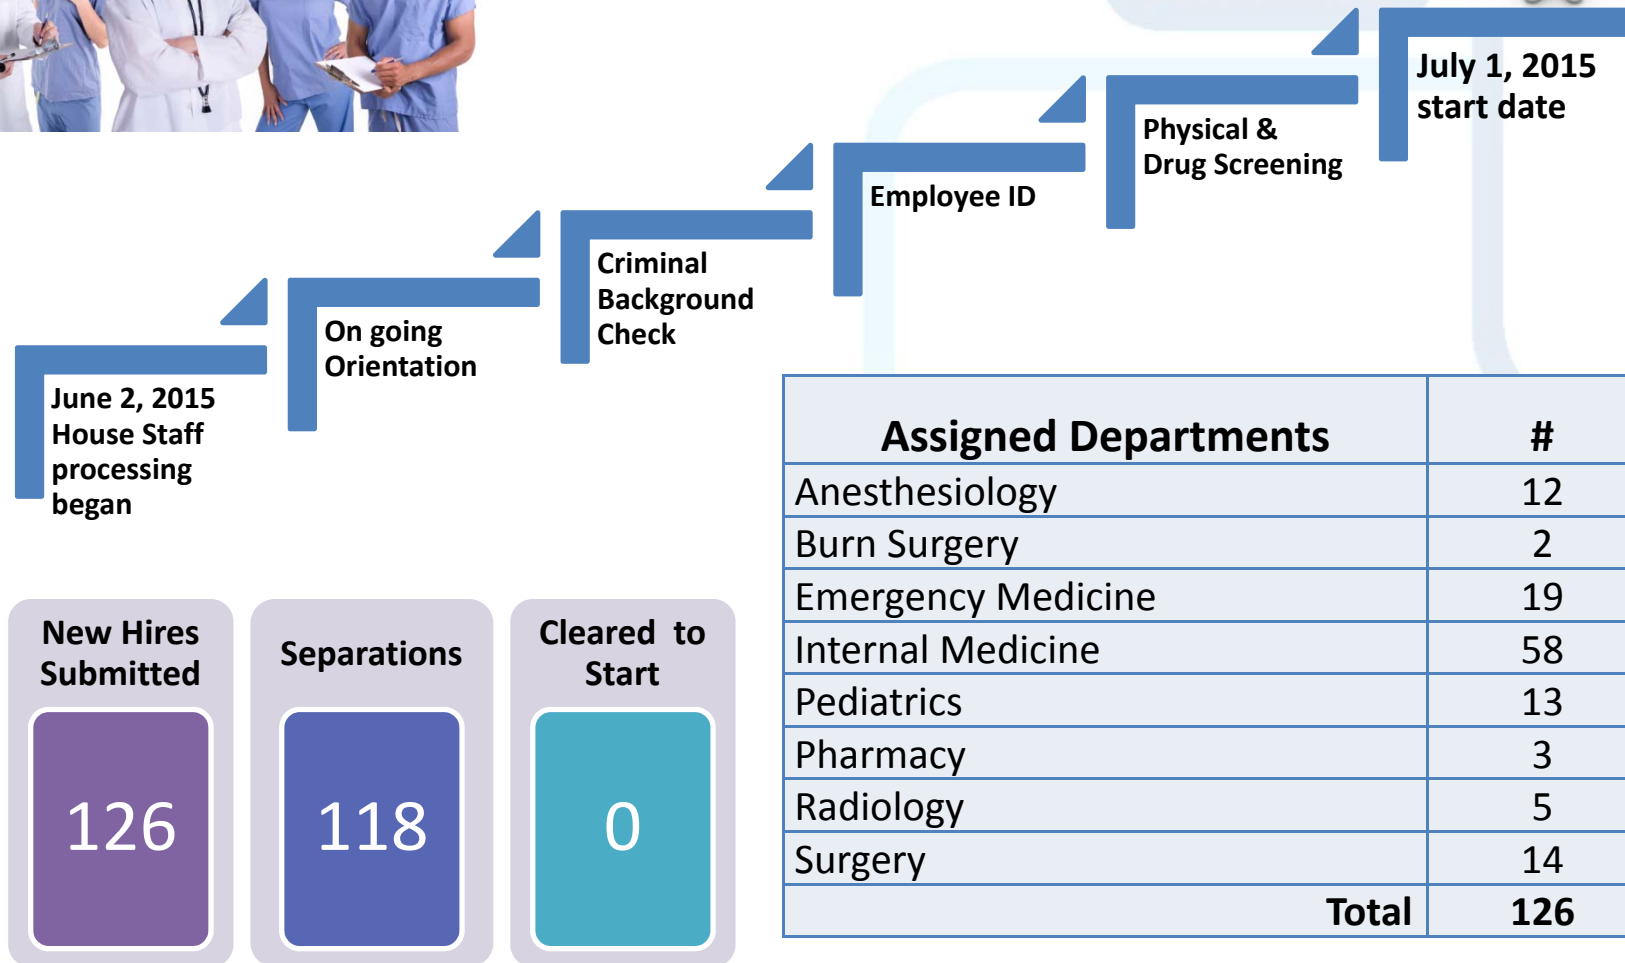 June 2, 2015
House Staff
processing
began
On going
Orientation
Criminal
Background
Check
Employee ID
Physical &
Drug Screening
July 1, 2015
start date
New Hires
Submitted
126
Separations
118
Cleared to
Start
0
Assigned Departments #
Anesthesiology 12
Burn Surgery 2
Emergency Medicine 19
Internal Medicine 58
Pediatrics 13
Pharmacy 3
Radiology 5
Surgery 14
Total 126